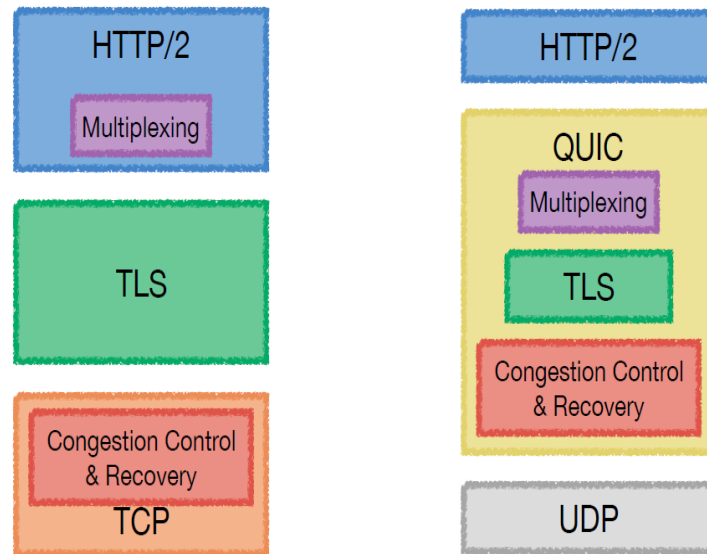 HTTP/2
Multiplexing
TLS
Congestion Control
& Recovery
TCP
HTTP/2
QUIC
Multiplexing
TLS
Congestion Control
& Recovery
UDP